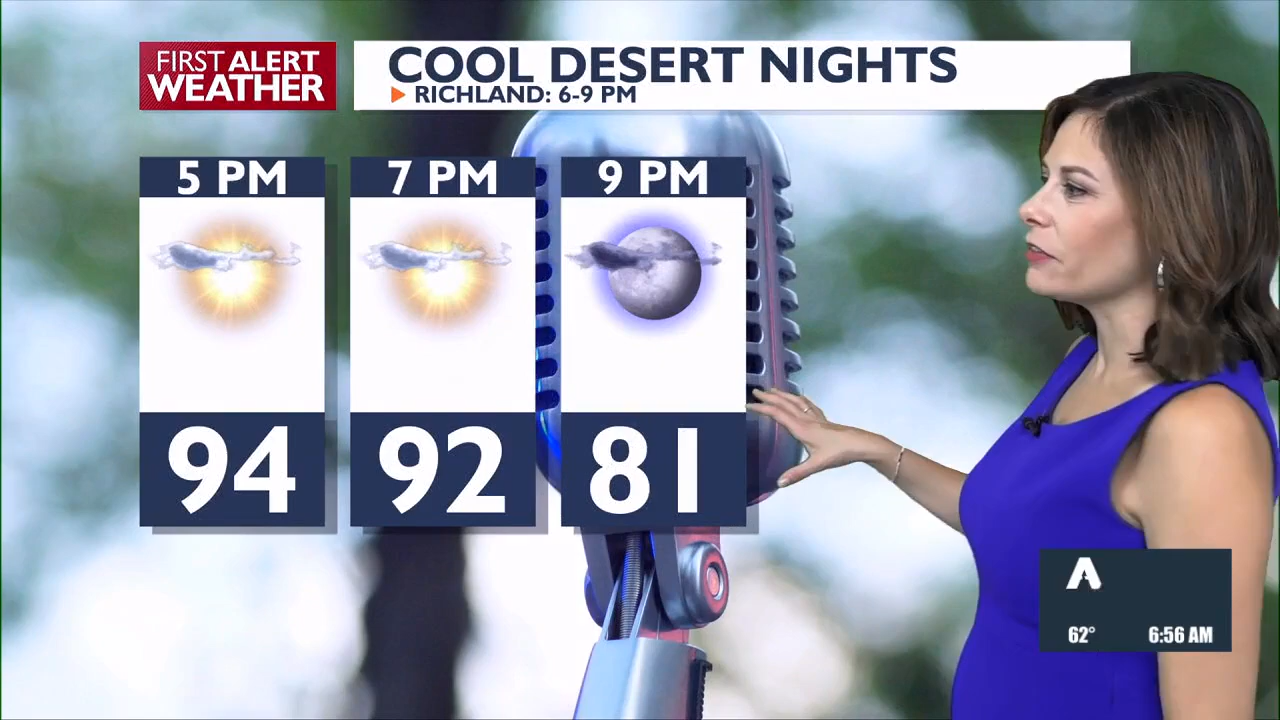 FIRST ALERT
WEATHER
COOL DESERT NIGHTS
RICHLAND: 6-9 PM
5 PM
7 PM
9 PM
94
92
81
62°
6:56 AM